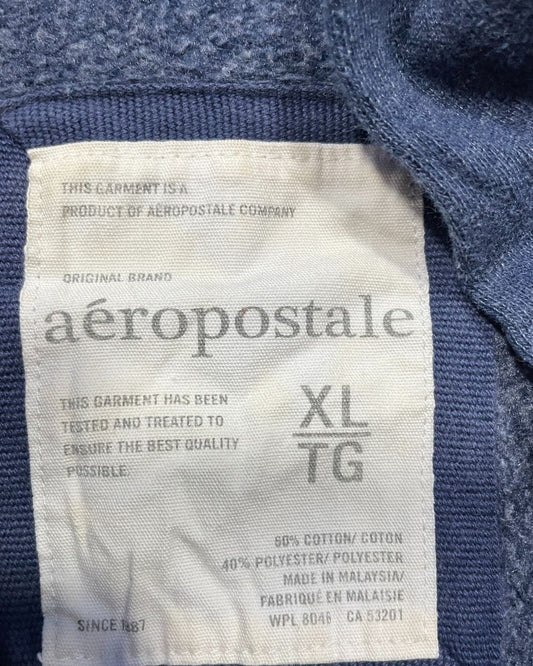 THIS GARMENT IS A
PRODUCT OF AÉROPOSTALE COMPANY
ORIGINAL BRAND
aéropostale
THIS GARMENT HAS BEEN
TESTED AND TREATED TO
ENSURE THE BEST QUALITY
POSSIBLE.
XL
TG
60% COTTON/ COTON
40% POLYESTER/ POLYESTER
MADE IN MALAYSIA/
FABRIQUÉ EN MALAISIE
WPL 8046 CA 53201
SINCE 1987